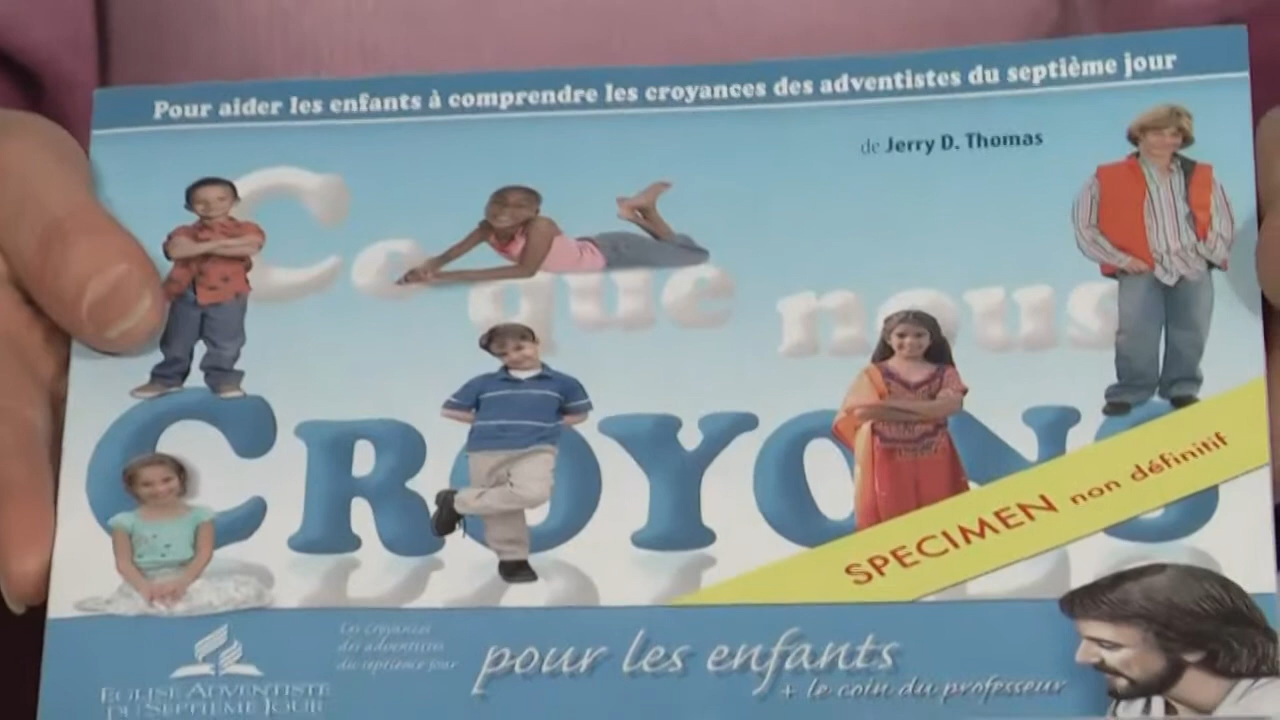 Pour aider les enfants à comprendre les croyances des adventistes du septième jour
de Jerry D. Thomas
Ce que nous
CROYONS
SPECIMEN non définitif
Les croyances
des adventistes
du septième jour
pour les enfants
+ le coin du professeur
EGLISE ADVENTISTE
DU SEPTIÈME JOUR